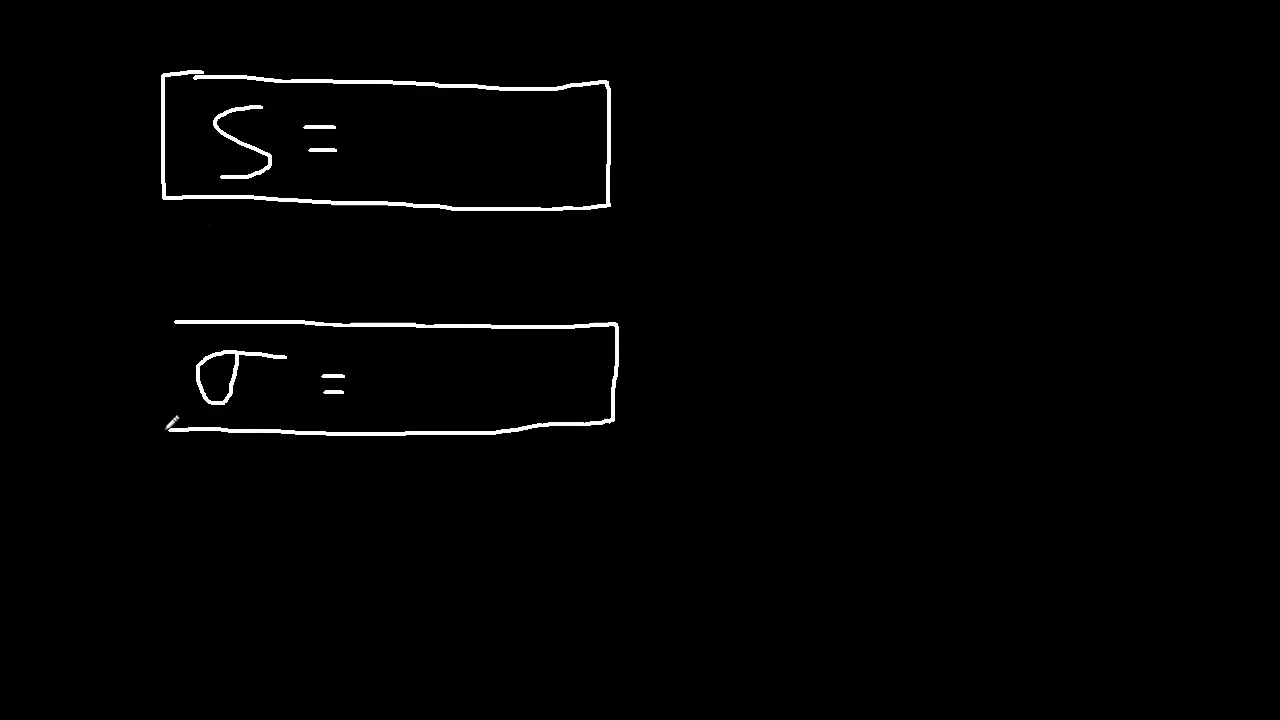 S =
σ =